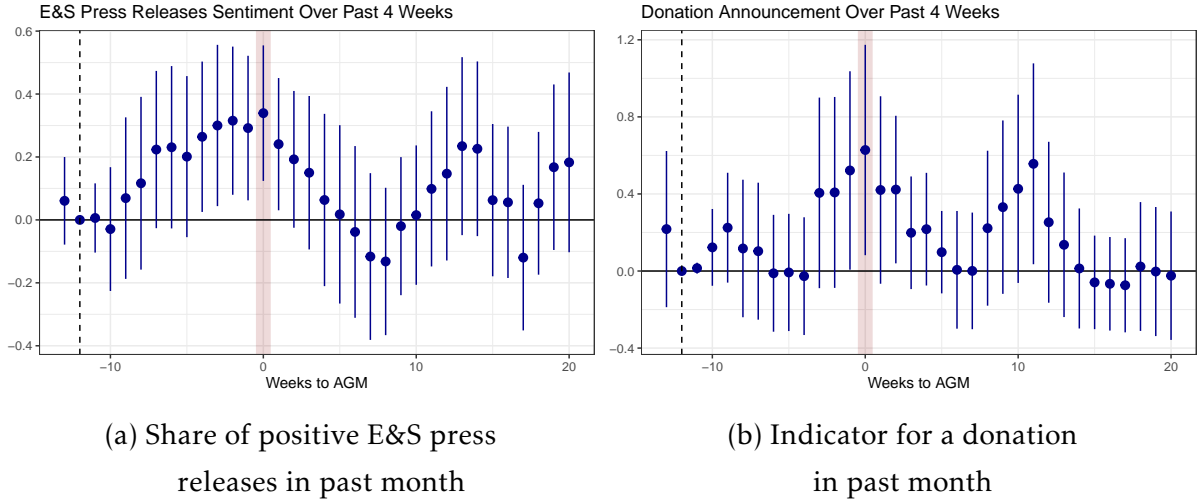 E&S Press Releases Sentiment Over Past 4 Weeks
0.6
0.4
0.2
0.0
−0.2
−0.4
−10
0
10
20
Weeks to AGM
(a) Share of positive E&S press
releases in past month
Donation Announcement Over Past 4 Weeks
1.2
0.8
0.4
0.0
−0.4
−10
0
10
20
Weeks to AGM
(b) Indicator for a donation
in past month